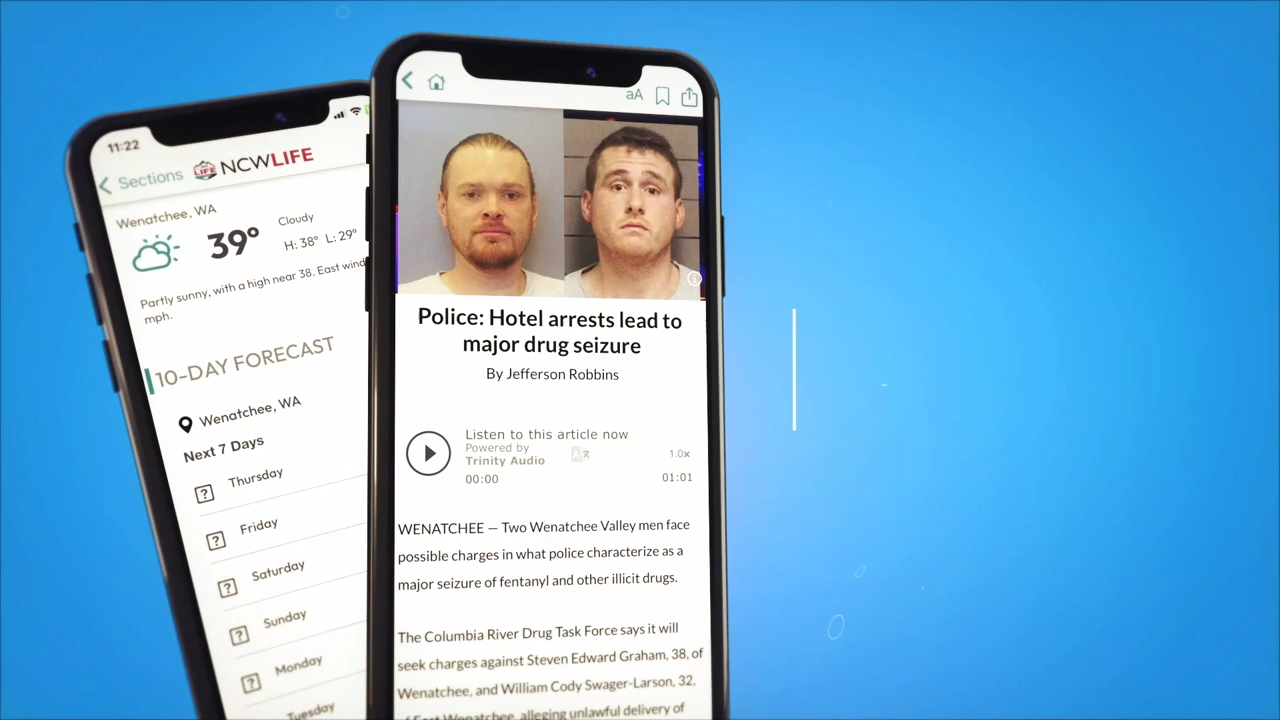 11:22
Sections
LIFE NCWLIFE
Wenatchee, WA
39°
Cloudy
H: 38° L: 29°
Partly sunny, with a high near 38. East wind
mph.
10-DAY FORECAST
Wenatchee, WA
Next 7 Days
Thursday
Friday
Saturday
Sunday
Monday
Tuesday
aA
Police: Hotel arrests lead to
major drug seizure
By Jefferson Robbins
Listen to this article now
Powered by
Trinity Audio
1.0x
00:00
01:01
WENATCHEE — Two Wenatchee Valley men face
possible charges in what police characterize as a
major seizure of fentanyl and other illicit drugs.
The Columbia River Drug Task Force says it will
seek charges against Steven Edward Graham, 38, of
Wenatchee, and William Cody Swager-Larson, 32,
of East Wenatchee, alleging unlawful delivery of